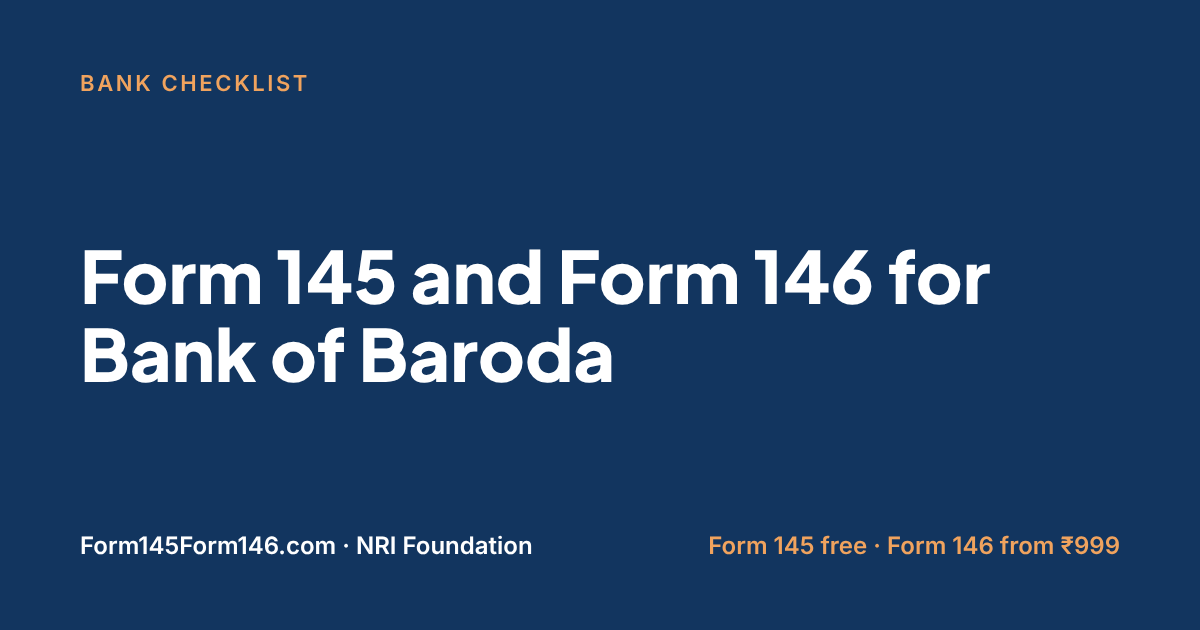 BANK CHECKLIST
Form 145 and Form 146 for
Bank of Baroda
Form145Form146.com · NRI Foundation
Form 145 free · Form 146 from ₹999